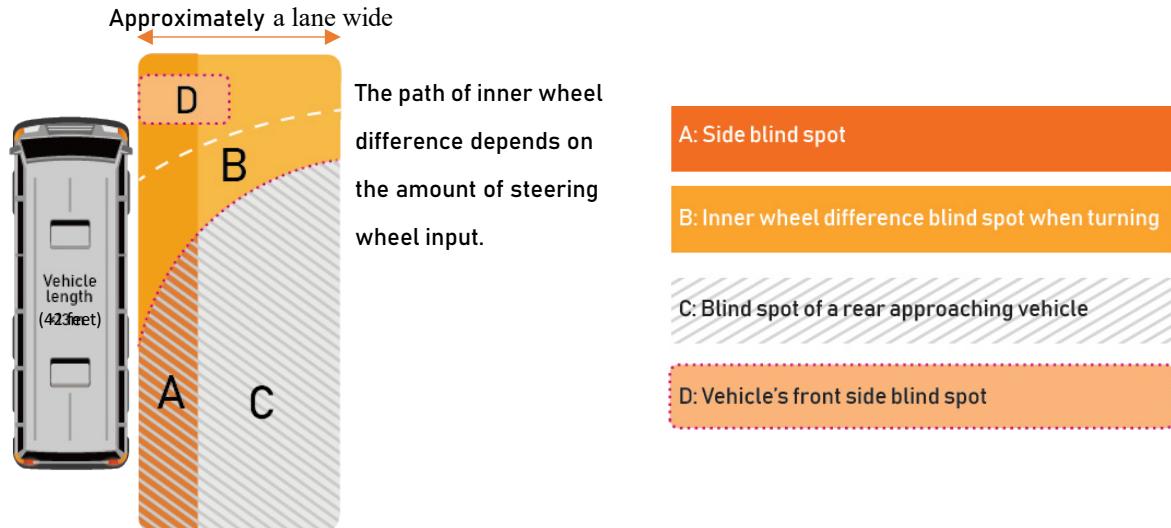 Approximately a lane wide
D
The path of inner wheel
difference depends on
the amount of steering
wheel input.
B
Vehicle
length
feet)
A
C
A: Side blind spot
B: Inner wheel difference blind spot when turning
C: Blind spot of a rear approaching vehicle
D: Vehicle's front side blind spot